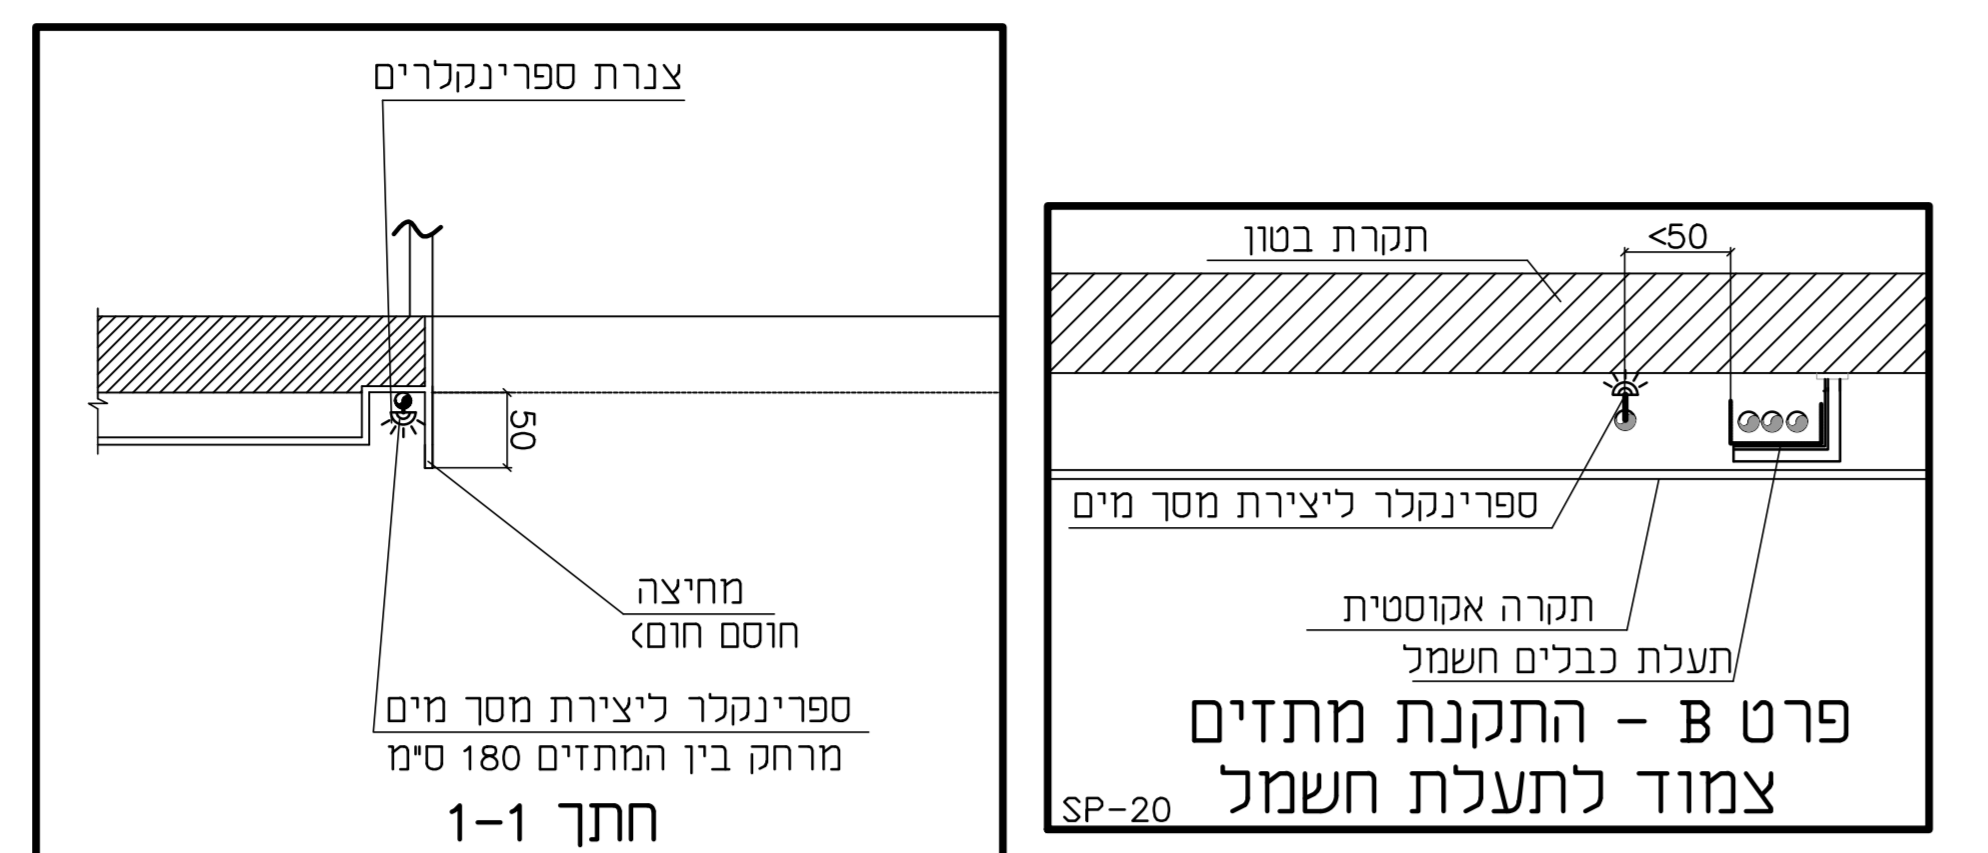 צנרת ספרינקלרים
50
מחיצה
חוסם חום>
ספרינקלר ליצירת מסך מים
מרחק בין המתזים 180 ס"מ
חתך 1-1
תקרת בטון
<50
ספרינקלר ליצירת מסך מים
תקרה אקוסטית
תעלת כבלים חשמל
פרט B - התקנת מתזים
צמוד לתעלת חשמל
SP-20